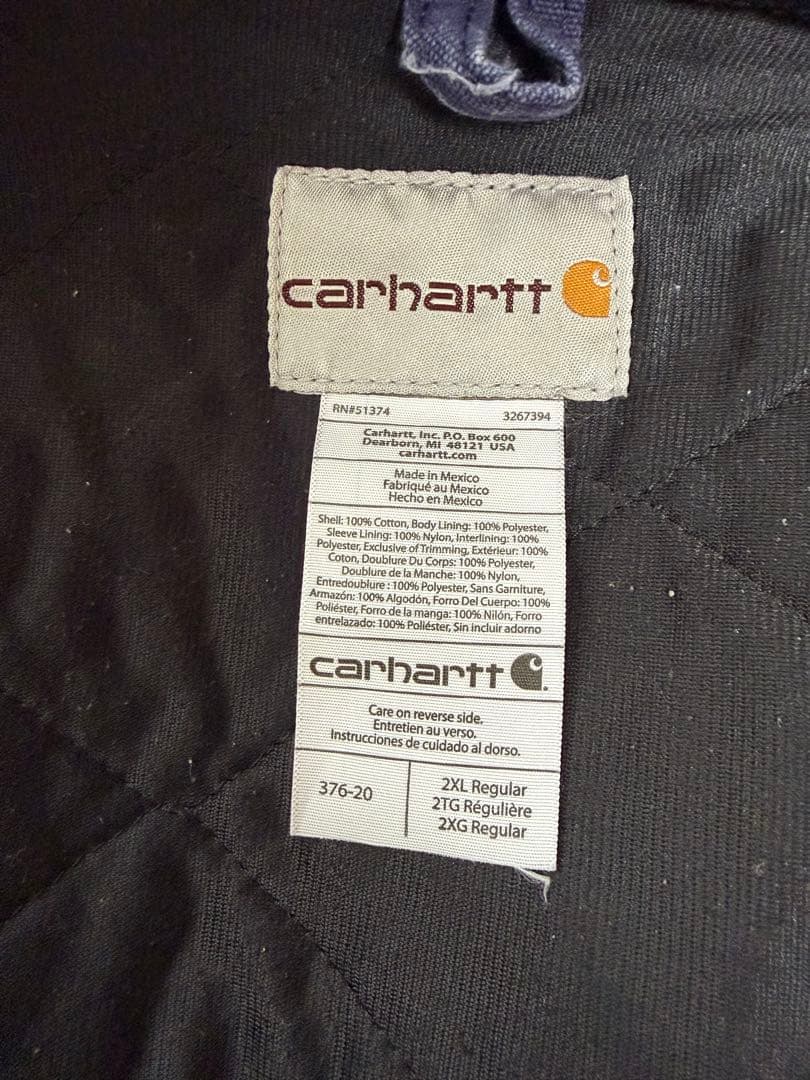 carhartt
RN#51374 3267394
Carhartt, Inc. P.O. Box 600
Dearborn, MI 48121 USA
carhartt.com
Made in Mexico
Fabriqué au Mexico
Hecho en Mexico
Shell: 100% Cotton, Body Lining: 100% Polyester,
Sleeve Lining: 100% Nylon, Interlining: 100%
Polyester, Exclusive of Trimming, Extérieur: 100%
Coton, Doublure Du Corps: 100% Polyester,
Doublure de la Manche: 100% Nylon,
Entredoublure : 100% Polyester, Sans Garniture,
Armazón: 100% Algodón, Forro Del Cuerpo: 100%
Poliéster, Forro de la manga: 100% Nilón, Forro
entrelazado: 100% Poliéster, Sin incluir adorno
carhartt
Care on reverse side.
Entretien au verso.
Instrucciones de cuidado al dorso.
376-20
2XL Regular
2TG Régulière
2XG Regular